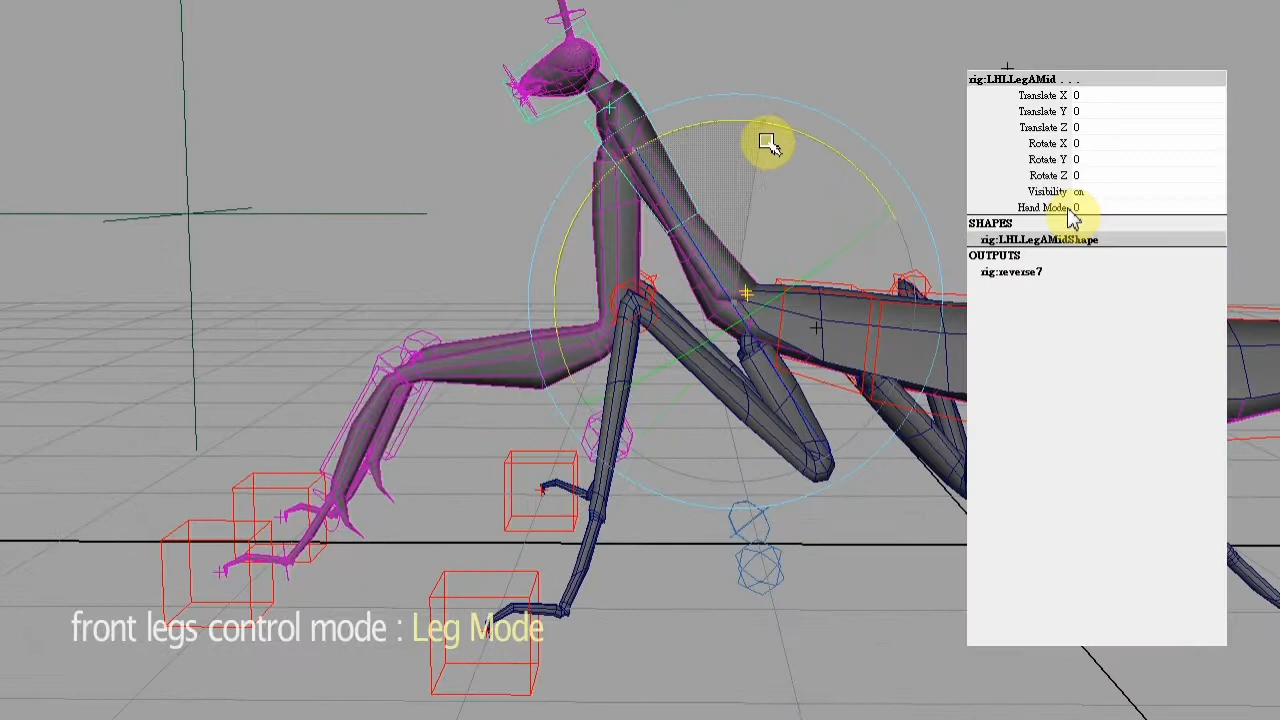 rig:LHLLegAMid . . .
Translate X 0
Translate Y 0
Translate Z 0
Rotate X 0
Rotate Y 0
Rotate Z 0
Visibility on
Hand Mode 0
SHAPES
rig:LHLLegAMidShape
OUTPUTS
rig:reverse7
front legs control mode : Leg Mode